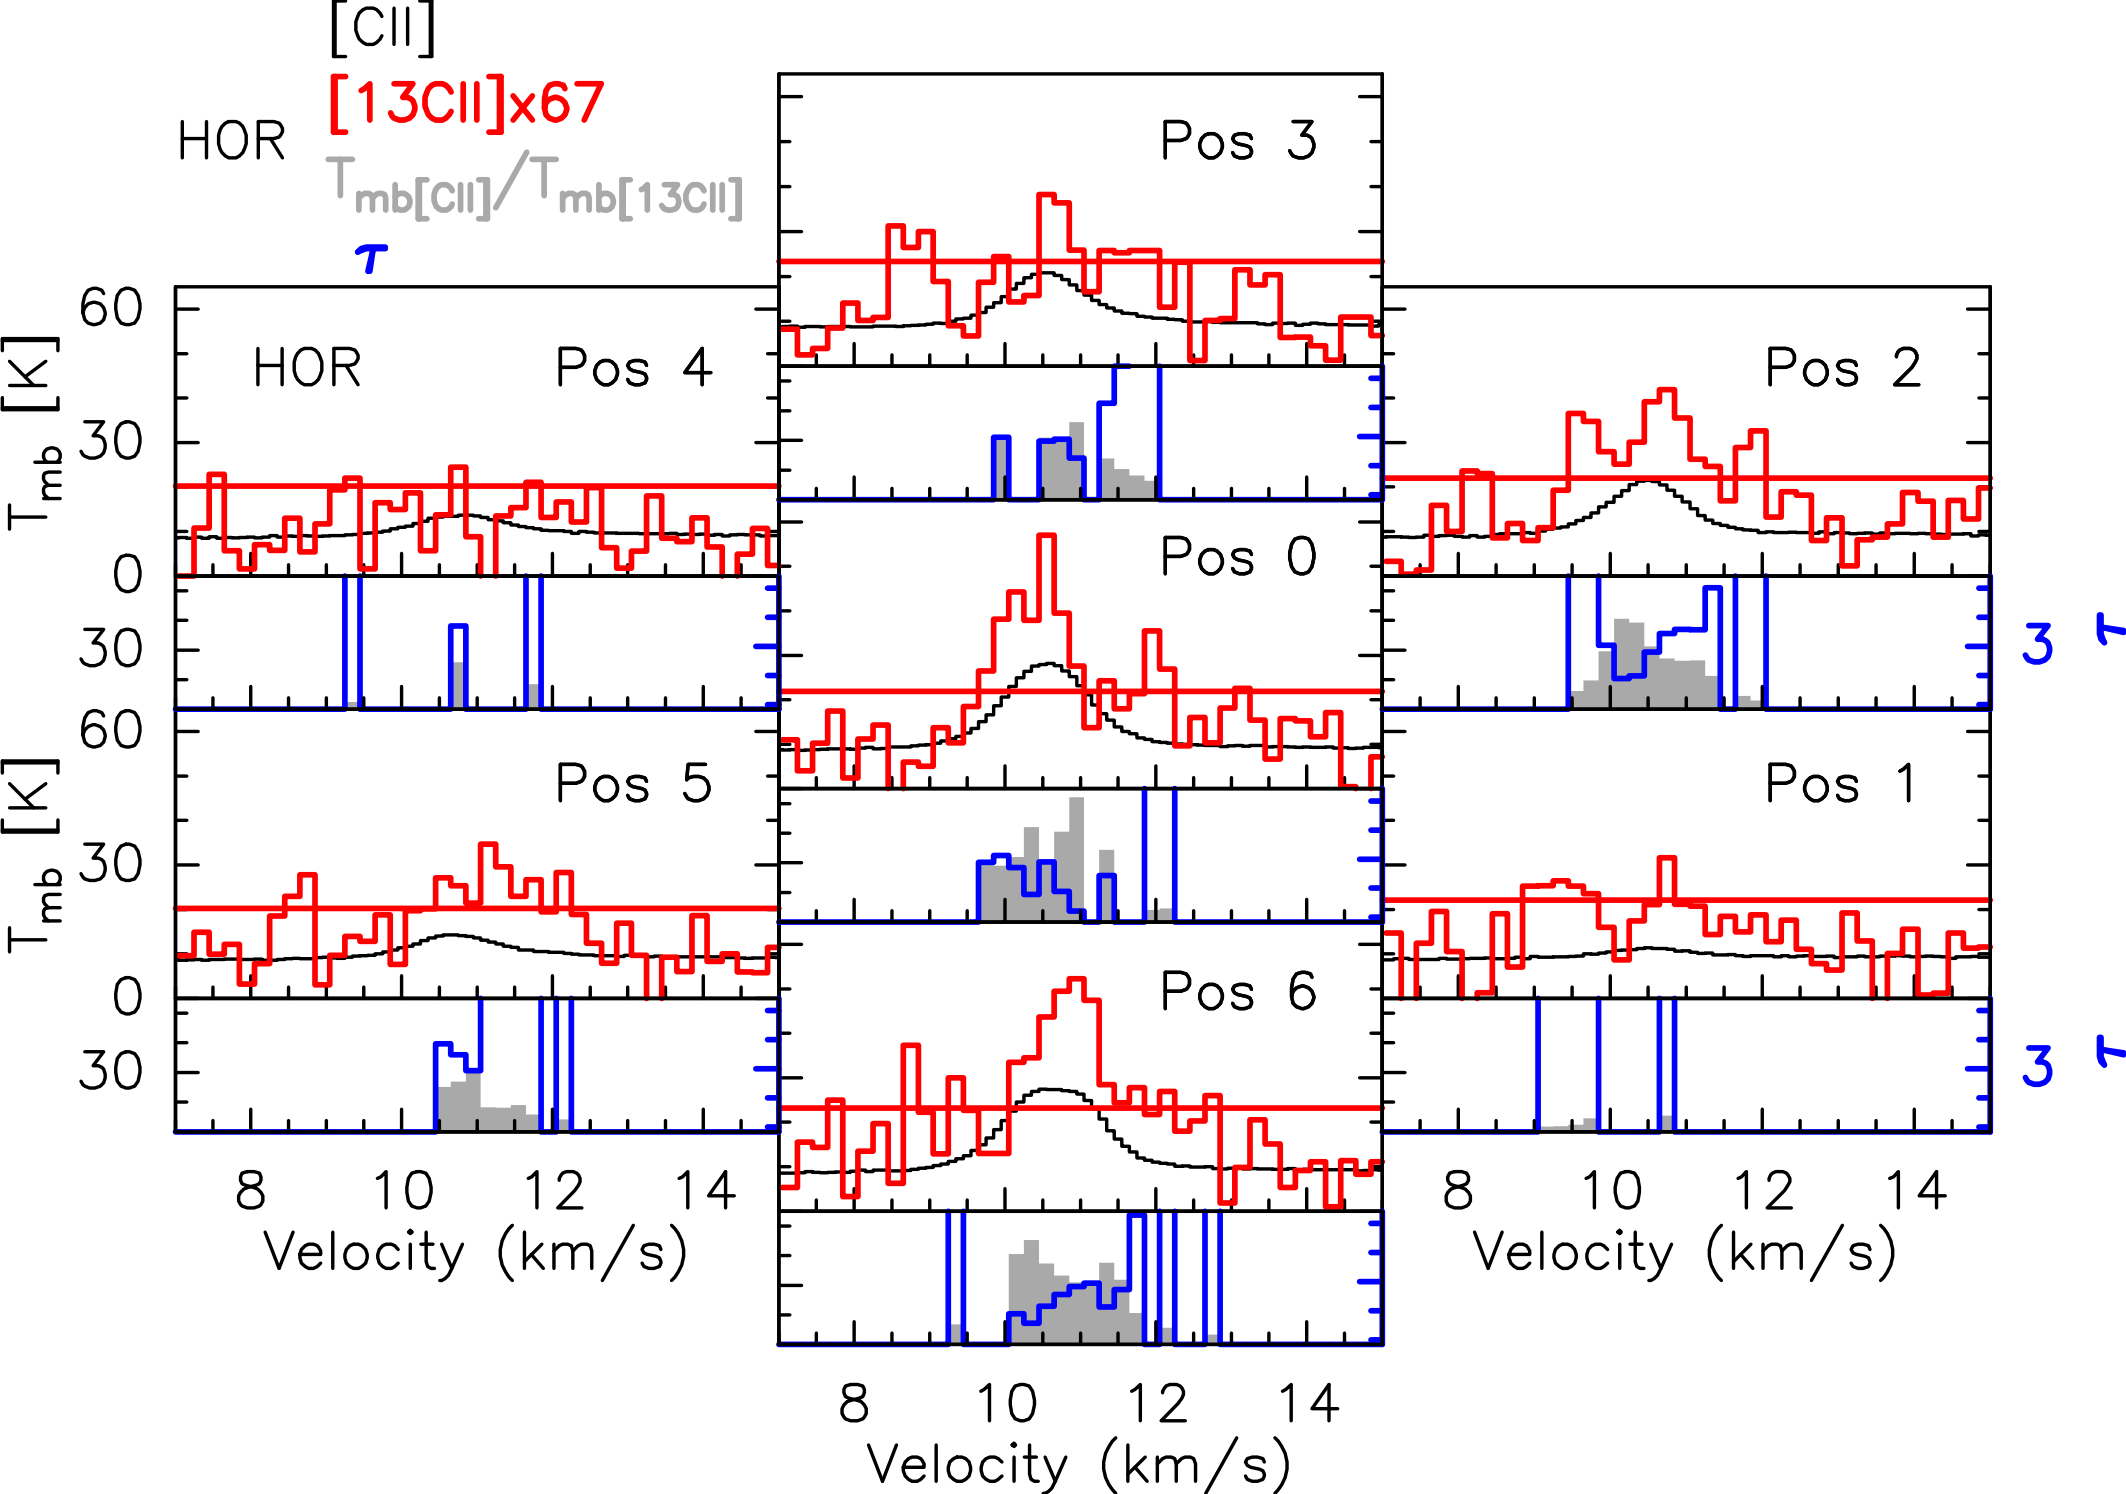 [CII]
[13CII]x67
HOR
Tmb[CII]/Tmb[13CII]
τ
Pos 3
60
Tmb [K]
HOR
Pos 4
Pos 2
30
0
Pos 0
30
3 τ
60
Tmb [K]
Pos 5
Pos 1
30
0
Pos 6
30
3 τ
8 10 12 14
8 10 12 14
Velocity (km/s)
Velocity (km/s)
8 10 12 14
Velocity (km/s)